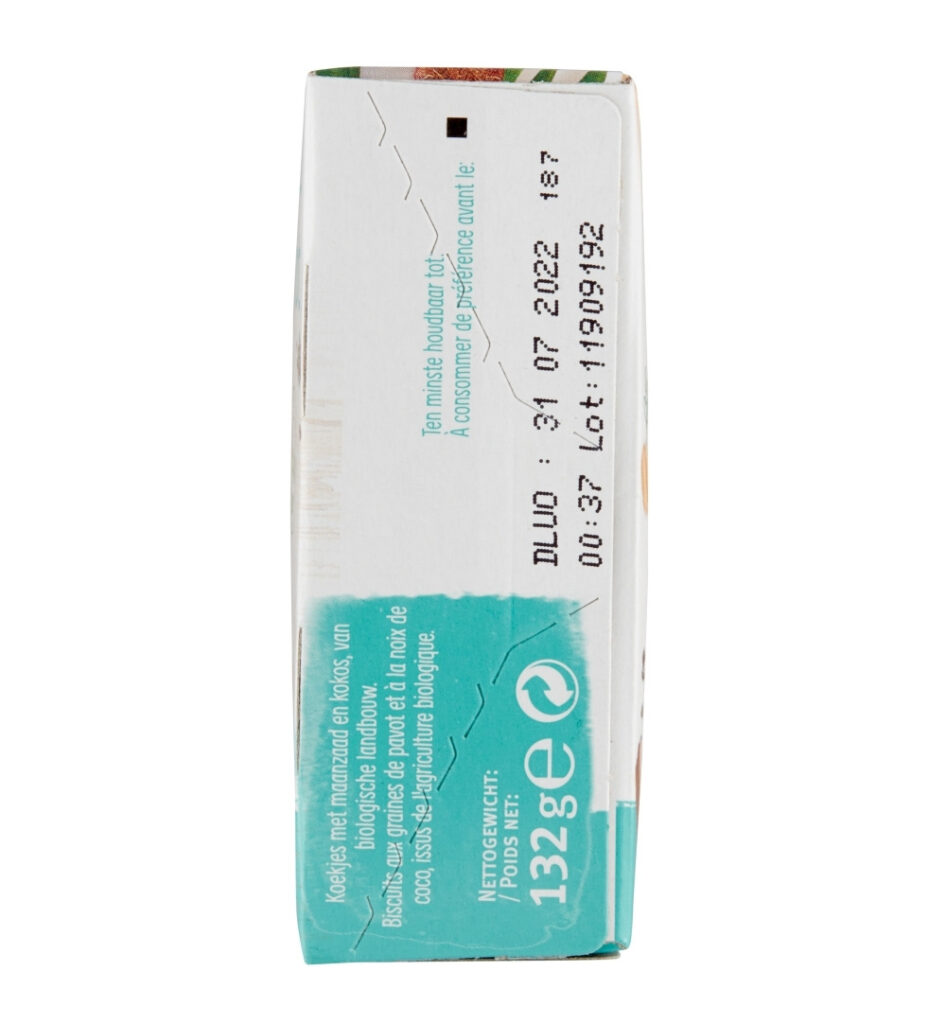 Koekjes met maanzaad en kokos, van
biologische landbouw.
Biscuits aux graines de pavot et à la noix de
coco, issus de l'agriculture biologique.
NETTOGEWICHT:
/ POIDS NET:
132g e
Ten minste houdbaar tot:
À consommer de préférence avant le:
DLUO : 31 07 2022 187
00:37 Lot:11909192